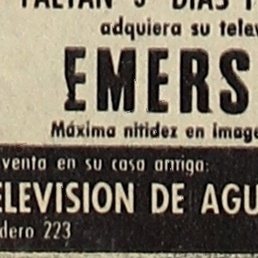 FALTAN 3 DIAS P
adquiera su telev
EMERS
Máxima nitidez en image
venta en su casa amiga:
ELEVISION DE AGU
dero 223